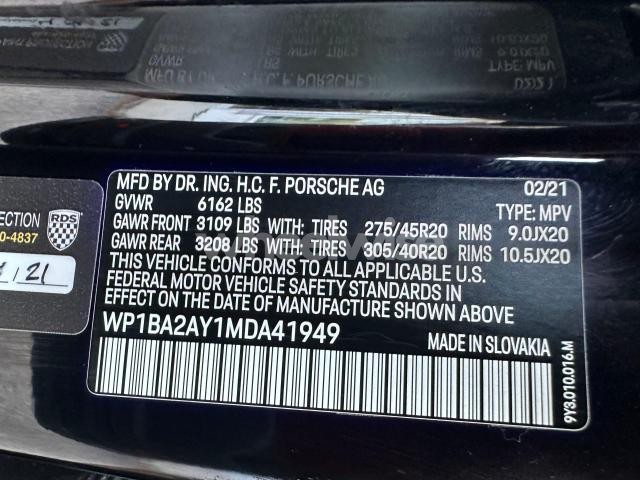 MFD BY DR. ING. H.C. F. PORSCHE AG 02/21
GVWR 6162 LBS TYPE: MPV
GAWR FRONT 3109 LBS WITH: TIRES 275/45R20 RIMS 9.0JX20
GAWR REAR 3208 LBS WITH: TIRES 305/40R20 RIMS 10.5JX20
THIS VEHICLE CONFORMS TO ALL APPLICABLE U.S.
FEDERAL MOTOR VEHICLE SAFETY STANDARDS IN
EFFECT ON THE DATE OF MANUFACTURE SHOWN ABOVE
WP1BA2AY1MDA41949 MADE IN SLOVAKIA
9Y3.010.016.M
ECTION
RDS
0-4837
/21